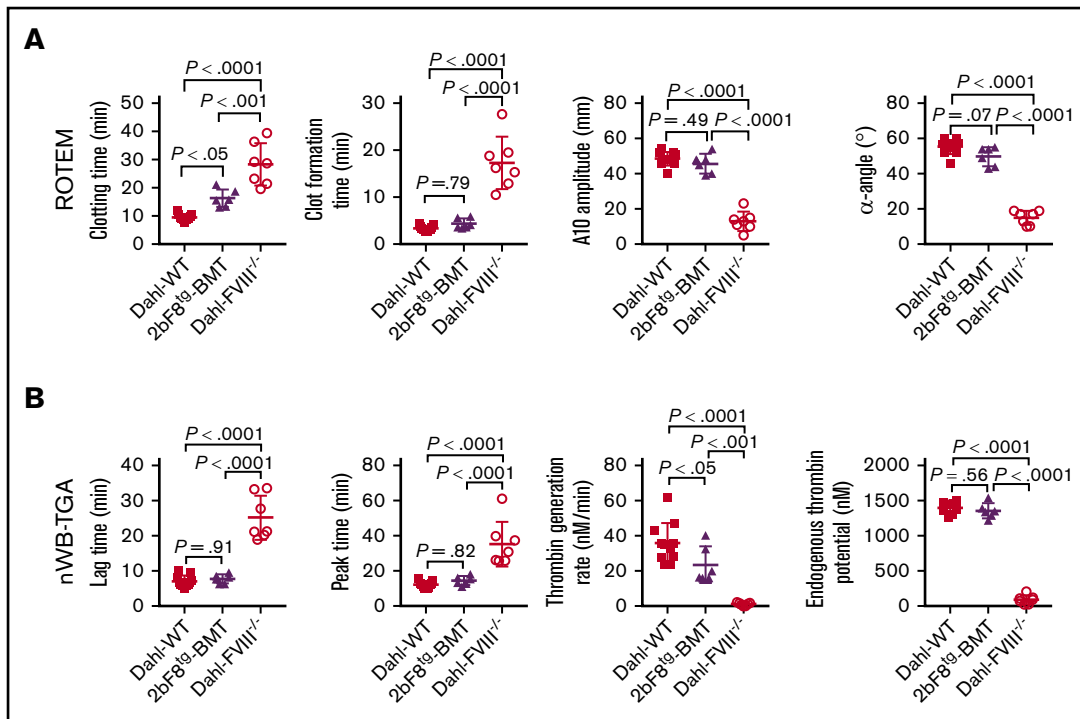 A
ROTEM
Clotting time (min)
50
40
30
20
10
0
P < .0001
P < .001
P < .05
Dahl-WT
2bF8tg-BMT
Dahl-FVIII-/-
Clot formation
time (min)
30
20
10
0
P < .0001
P < .0001
P = .79
Dahl-WT
2bF8tg-BMT
Dahl-FVIII-/-
A10 amplitude (mm)
80
60
40
20
0
P < .0001
P = .49
P < .0001
Dahl-WT
2bF8tg-BMT
Dahl-FVIII-/-
α-angle (°)
80
60
40
20
0
P < .0001
P = .07
P < .0001
Dahl-WT
2bF8tg-BMT
Dahl-FVIII-/-
B
nWB-TGA
Lag time (min)
40
30
20
10
0
P < .0001
P < .0001
P = .91
Dahl-WT
2bF8tg-BMT
Dahl-FVIII-/-
Peak time (min)
80
60
40
20
0
P < .0001
P < .0001
P = .82
Dahl-WT
2bF8tg-BMT
Dahl-FVIII-/-
Thrombin generation
rate (nM/min)
80
60
40
20
0
P < .0001
P < .001
P < .05
Dahl-WT
2bF8tg-BMT
Dahl-FVIII-/-
Endogenous thrombin
potential (nM)
2000
1500
1000
500
0
P < .0001
P = .56
P < .0001
Dahl-WT
2bF8tg-BMT
Dahl-FVIII-/-